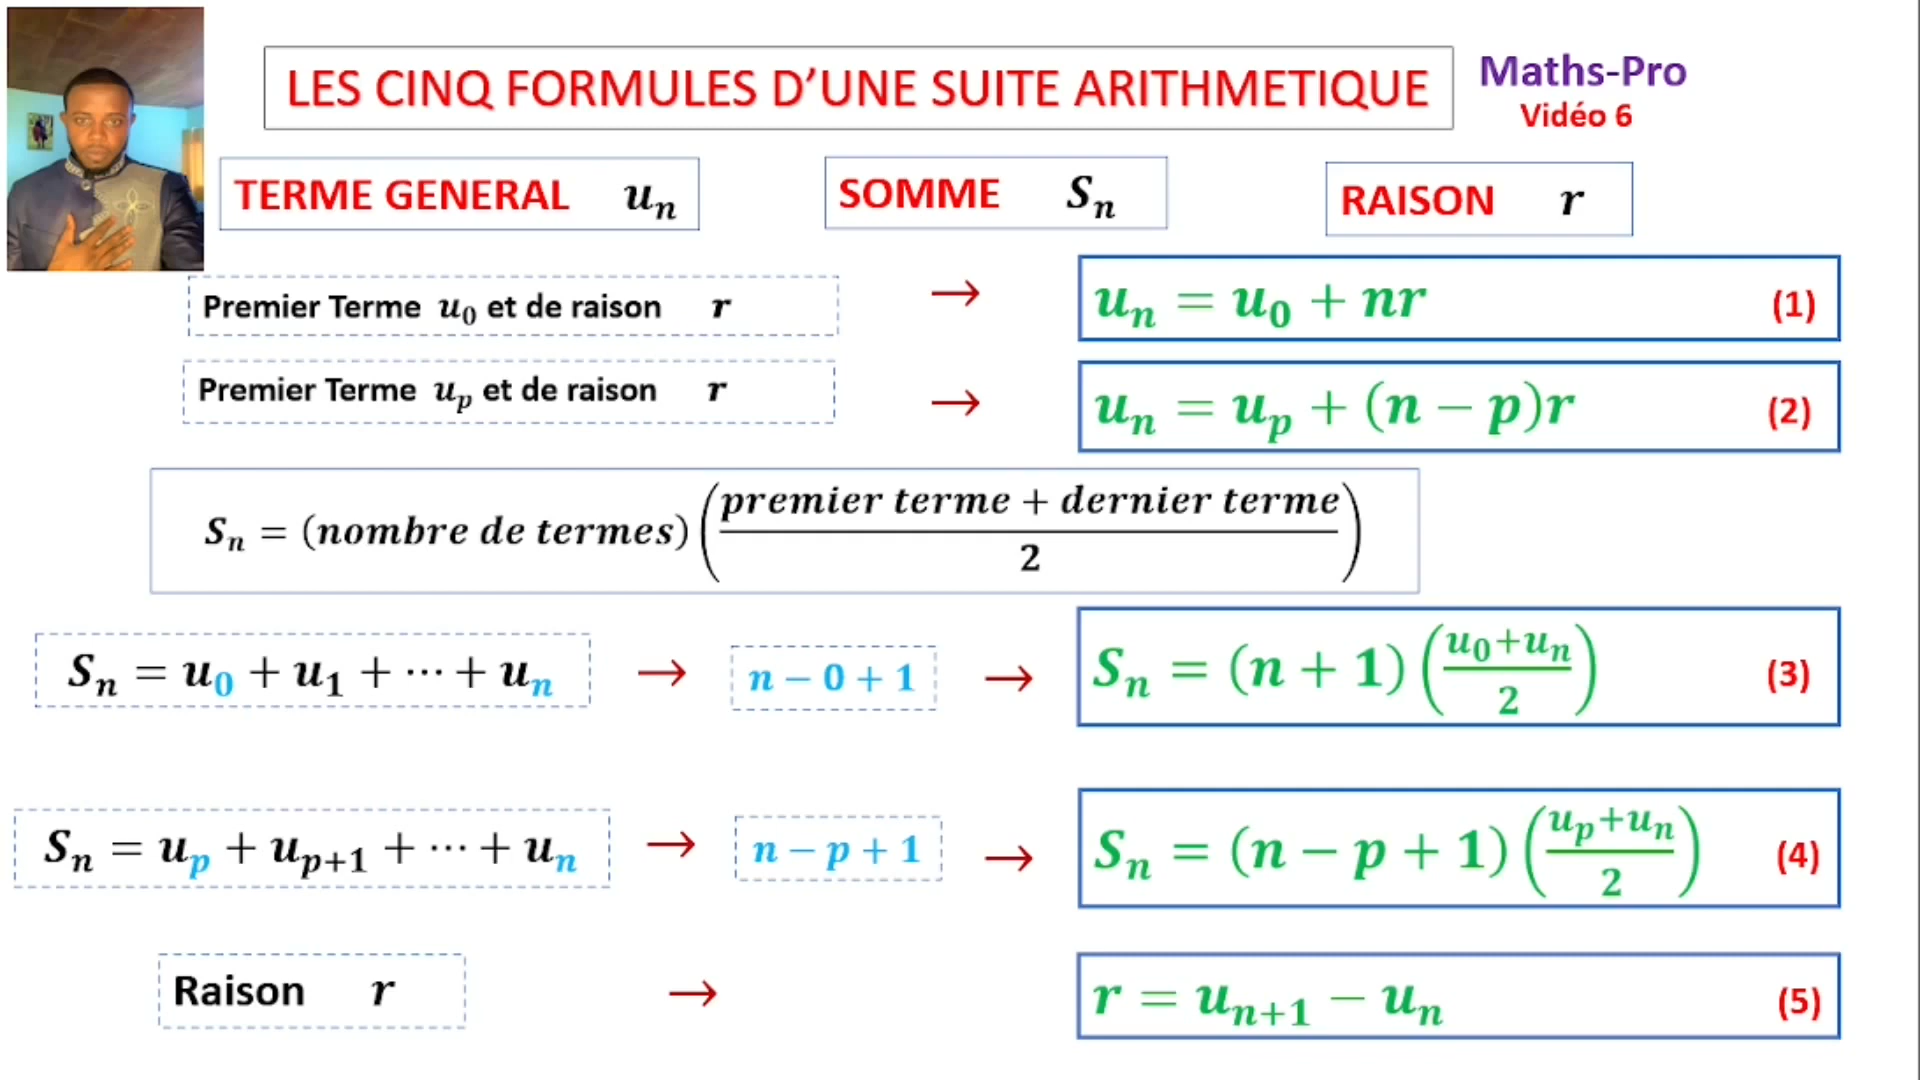 LES CINQ FORMULES D’UNE SUITE ARITHMETIQUE
Maths-Pro
Vidéo 6
TERME GENERAL uₙ
SOMME Sₙ
RAISON r
Premier Terme u₀ et de raison r → uₙ = u₀ + nr (1)
Premier Terme uₚ et de raison r → uₙ = uₚ + (n − p)r (2)
Sₙ = (nombre de termes) ((premier terme + dernier terme)/2)
Sₙ = u₀ + u₁ + ⋯ + uₙ → n − 0 + 1 → Sₙ = (n + 1) ((u₀+uₙ)/2) (3)
Sₙ = uₚ + uₚ₊₁ + ⋯ + uₙ → n − p + 1 → Sₙ = (n − p + 1) ((uₚ+uₙ)/2) (4)
Raison r → r = uₙ₊₁ − uₙ (5)